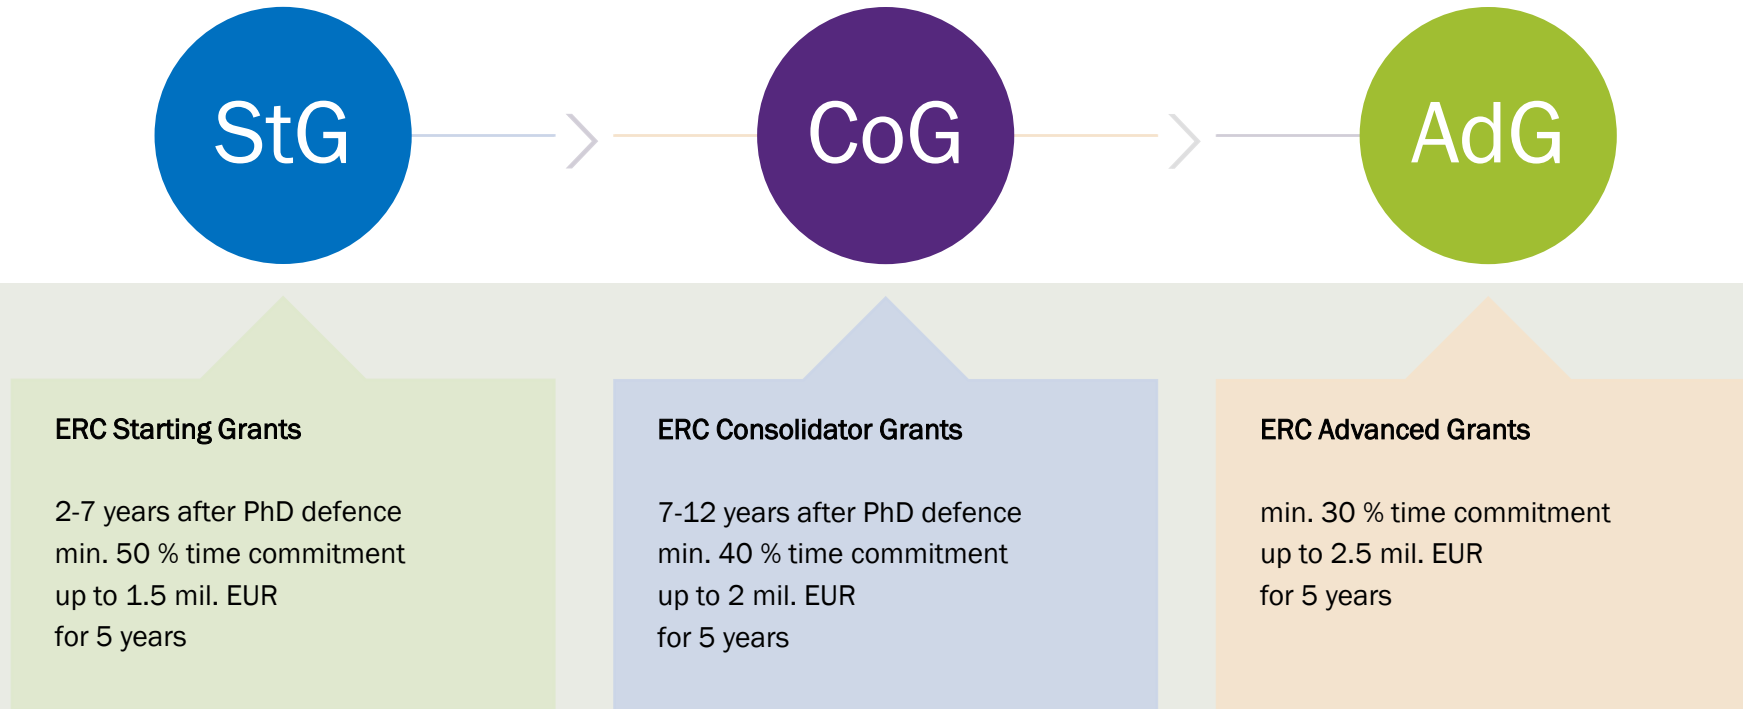 StG
CoG
AdG
ERC Starting Grants
2-7 years after PhD defence
min. 50 % time commitment
up to 1.5 mil. EUR
for 5 years
ERC Consolidator Grants
7-12 years after PhD defence
min. 40 % time commitment
up to 2 mil. EUR
for 5 years
ERC Advanced Grants
min. 30 % time commitment
up to 2.5 mil. EUR
for 5 years